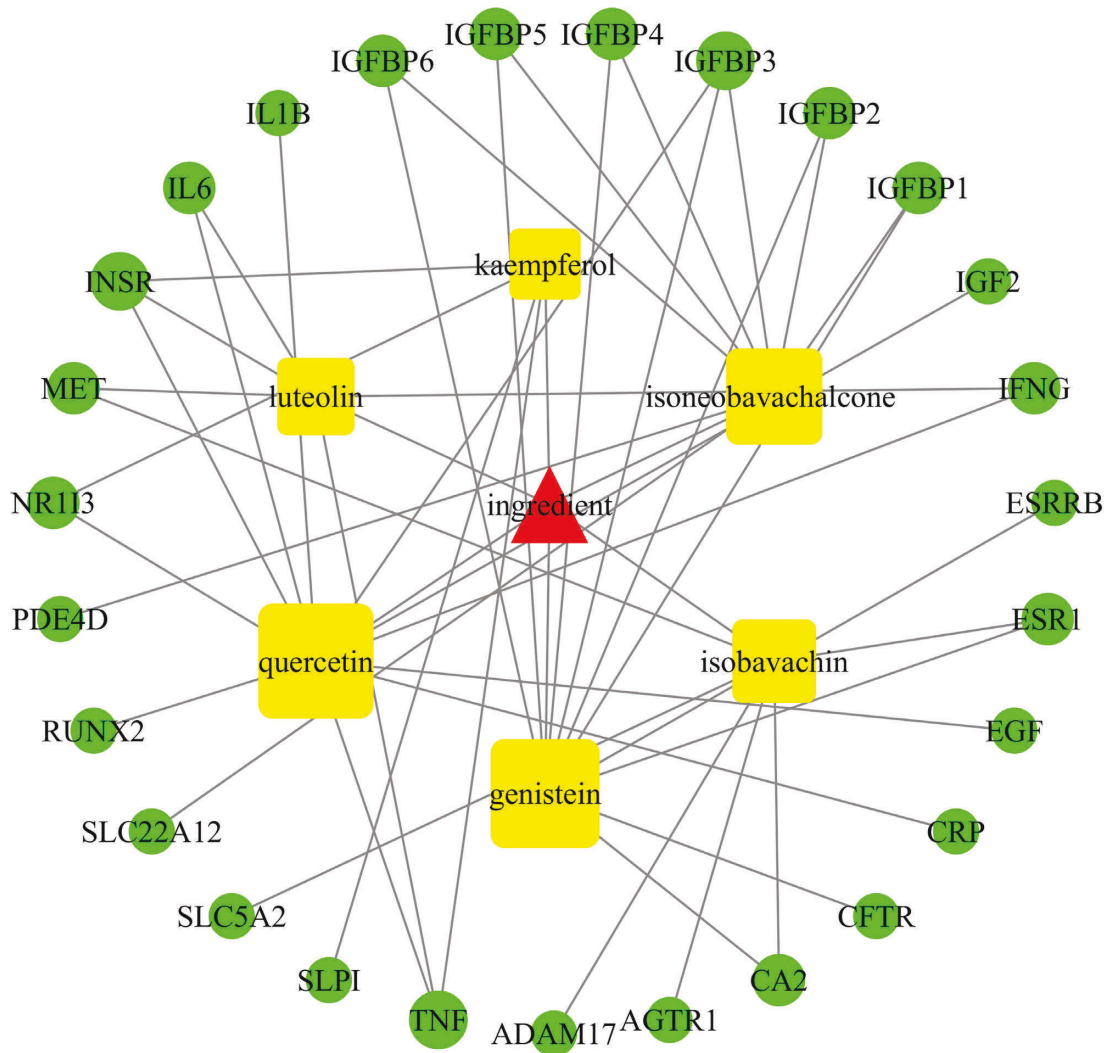 IGFBP5
IGFBP4
IGFBP6
IGFBP3
IL1B
IGFBP2
IL6
IGFBP1
kaempferol
INSR
IGF2
MET
luteolin
isoneobavachalcone
IFNG
NR1I3
ingredient
ESRRB
PDE4D
ESR1
quercetin
isobavachin
RUNX2
EGF
genistein
SLC22A12
CRP
SLC5A2
CFTR
SLPI
CA2
TNF
ADAM17
AGTR1